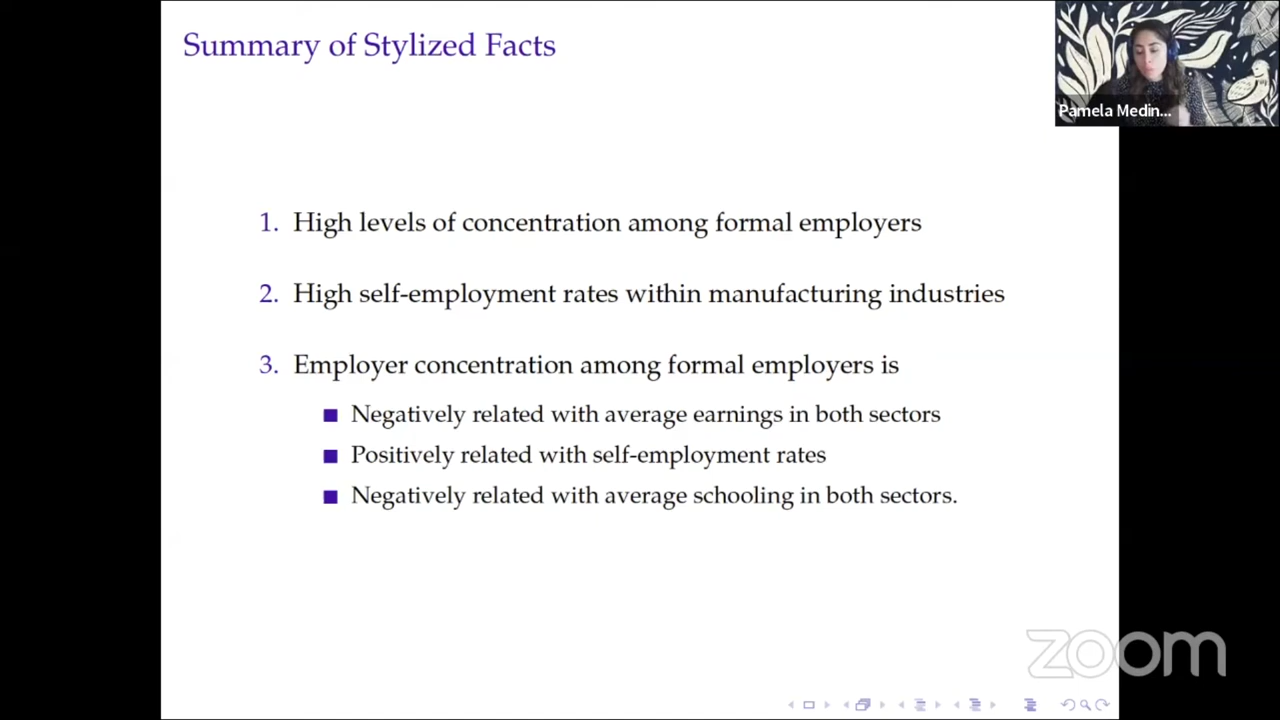 Summary of Stylized Facts
Pamela Medin...
1. High levels of concentration among formal employers
2. High self-employment rates within manufacturing industries
3. Employer concentration among formal employers is
■ Negatively related with average earnings in both sectors
■ Positively related with self-employment rates
■ Negatively related with average schooling in both sectors.
zoom